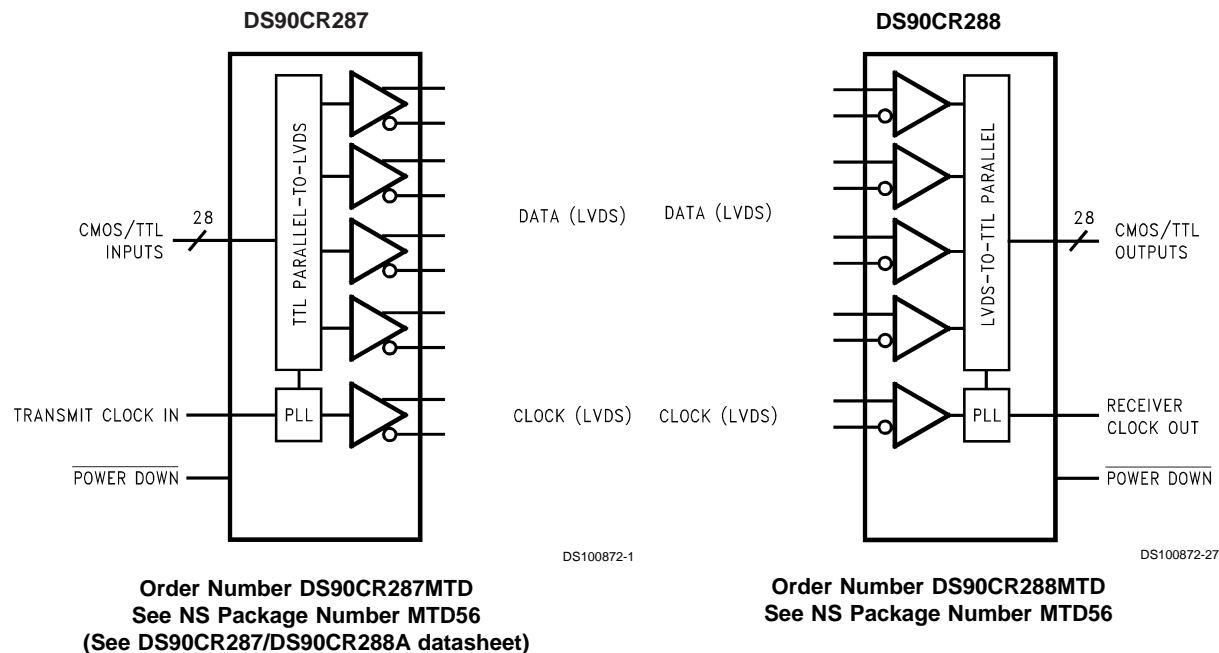 DS90CR287
TTL PARALLEL-TO-LVDS
28
CMOS/TTL
INPUTS
DATA (LVDS)
TRANSMIT CLOCK IN
PLL
CLOCK (LVDS)
POWER DOWN
DS100872-1
Order Number DS90CR287MTD
See NS Package Number MTD56
(See DS90CR287/DS90CR288A datasheet)
DS90CR288
DATA (LVDS)
LVDS-TO-TTL PARALLEL
28
CMOS/TTL
OUTPUTS
CLOCK (LVDS)
PLL
RECEIVER
CLOCK OUT
POWER DOWN
DS100872-27
Order Number DS90CR288MTD
See NS Package Number MTD56